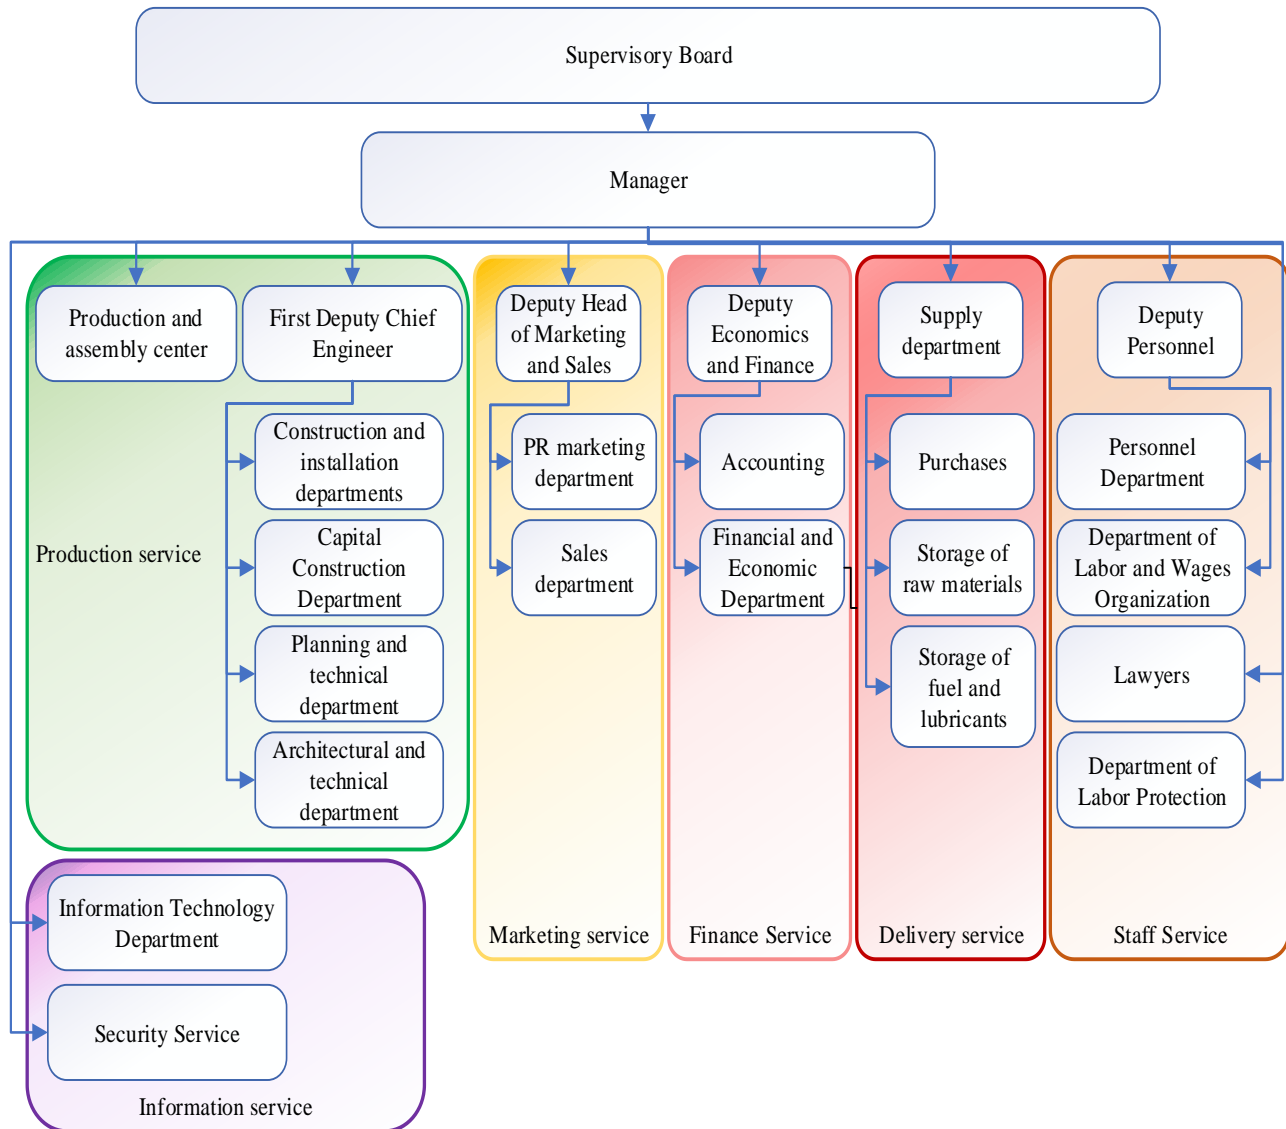 Supervisory Board
Manager
Production and
assembly center
First Deputy Chief
Engineer
Construction and
installation
departments
Capital
Construction
Department
Planning and
technical
department
Architectural and
technical
department
Production service
Deputy Head
of Marketing
and Sales
PR marketing
department
Sales
department
Marketing service
Deputy
Economics
and Finance
Accounting
Financial and
Economic
Department
Finance Service
Supply
department
Purchases
Storage of
raw materials
Storage of
fuel and
lubricants
Delivery service
Deputy
Personnel
Personnel
Department
Department of
Labor and Wages
Organization
Lawyers
Department of
Labor Protection
Staff Service
Information Technology
Department
Security Service
Information service